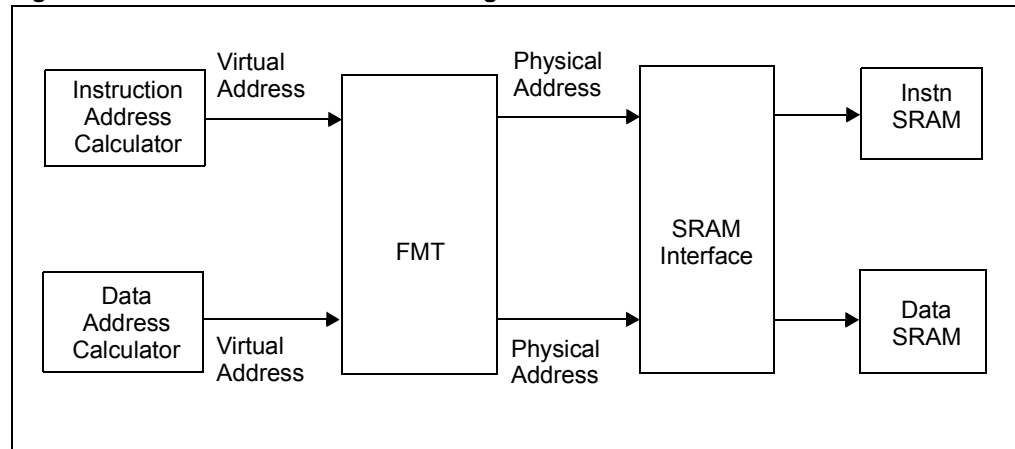 Virtual
Address
Physical
Address
Instruction
Address
Calculator
Instn
SRAM
FMT
SRAM
Interface
Data
Address
Calculator
Virtual
Address
Physical
Address
Data
SRAM